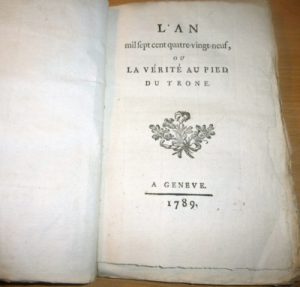 L'AN
mil ſept cent quatre-vingt-neuf,
OU
LA VÉRITÉ AU PIED
DU TRONE.
A GENEVE.
1789.